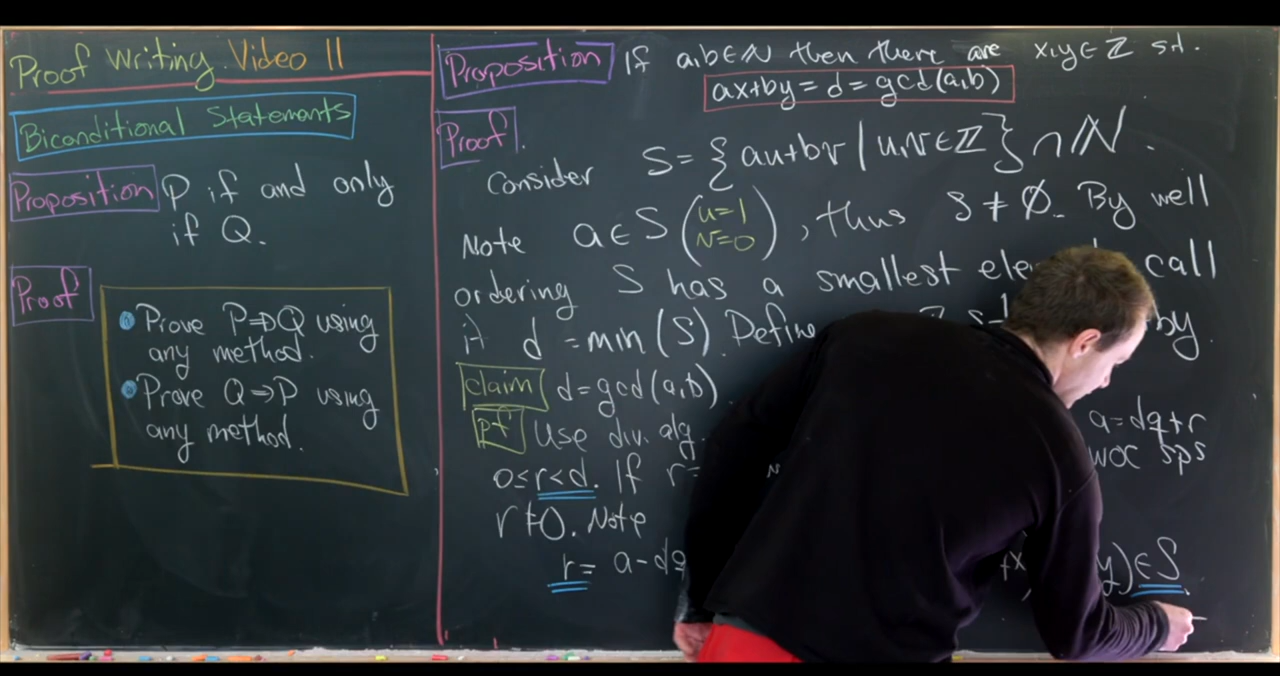 Proof Writing Video 11
Biconditional Statements
Proposition P if and only
if Q.
Proof
① Prove P⇒Q using
any method.
② Prove Q⇒P using
any method.
Proposition If a,b∈ℕ then there are x,y∈ℤ s.t.
ax+by = d = gcd(a,b)
Proof.
Consider S = {au+bv | u,v∈ℤ} ∩ ℕ.
Note a∈S (u=1 v=0), thus S ≠ ∅. By well
ordering S has a smallest call
it d = min(S). Define by.
claim d = gcd(a,b).
pf Use div. alg. a = dq+r
0≤r<d. If r= woc sps
r≠0. Note
r = a-dq y)∈S